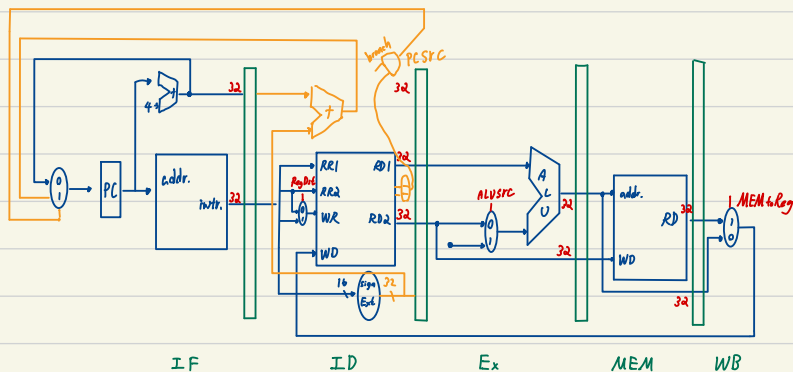 branch
PCSrc
32
32
4
+
+
0
1
PC
addr.
instr.
32
RR1
RD1
32
RegDst
RR2
0
1
WR
RD2
32
WD
16
Sign
Ext
32
ALUSrc
0
1
A
L
U
32
32
addr.
RD
32
WD
32
MEMtoReg
1
0
IF
ID
Ex
MEM
WB